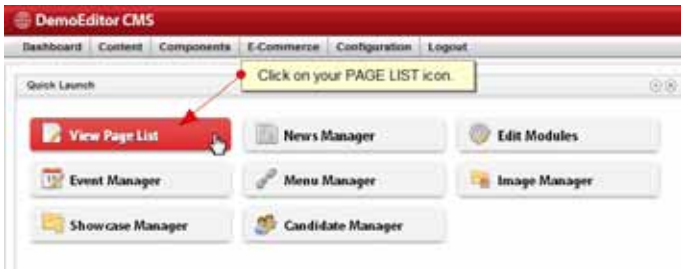 DemoEditor CMS
Dashboard Content Components E-Commerce Configuration Logout
Click on your PAGE LIST icon.
Quick Launch
View Page List News Manager Edit Modules
Event Manager Menu Manager Image Manager
Showcase Manager Candidate Manager